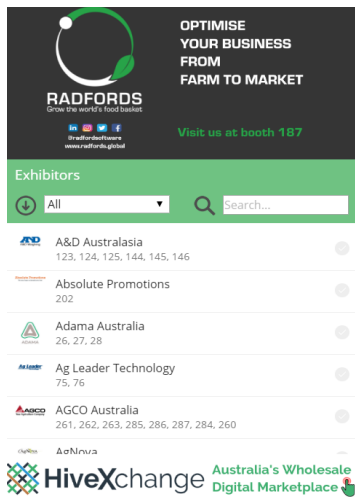 OPTIMISE
YOUR BUSINESS
FROM
FARM TO MARKET
RADFORDS
Grow the world's food basket
@radfordsoftware
www.radfords.global
Visit us at booth 187
Exhibitors
All
Search...
A&D Australasia
123, 124, 125, 144, 145, 146
Absolute Promotions
202
ADAMA
Adama Australia
26, 27, 28
Ag Leader
Ag Leader Technology
75, 76
AGCO
AGCO Australia
261, 262, 263, 285, 286, 287, 284, 260
AgNova
HiveXchange
Australia's Wholesale
Digital Marketplace